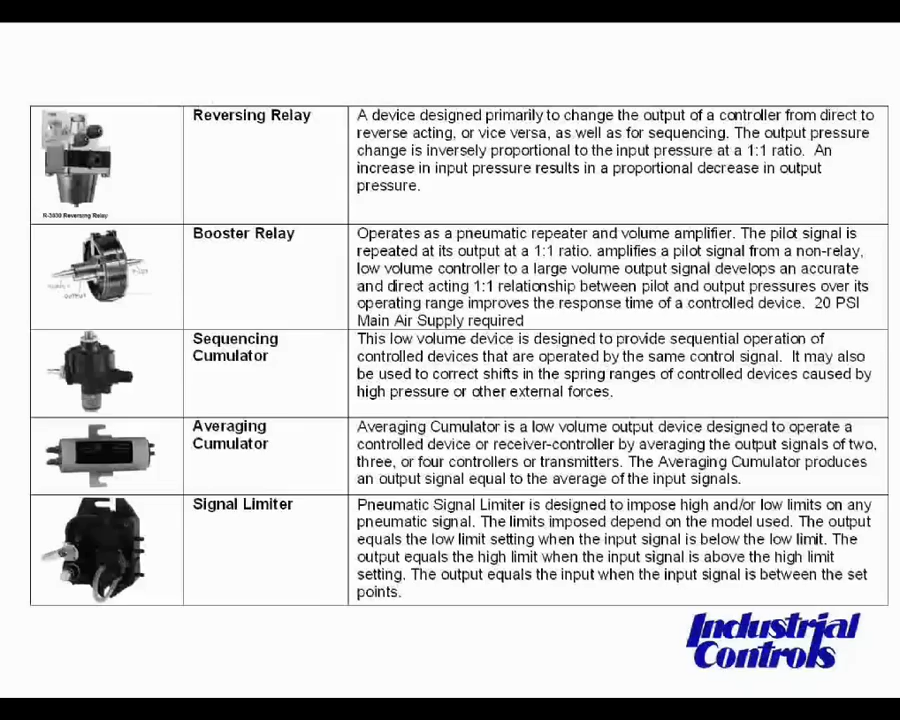 Reversing Relay
A device designed primarily to change the output of a controller from direct to
reverse acting, or vice versa, as well as for sequencing. The output pressure
change is inversely proportional to the input pressure at a 1:1 ratio. An
increase in input pressure results in a proportional decrease in output
pressure.
R-3030 Reversing Relay
Booster Relay
Operates as a pneumatic repeater and volume amplifier. The pilot signal is
repeated at its output at a 1:1 ratio. amplifies a pilot signal from a non-relay,
low volume controller to a large volume output signal develops an accurate
and direct acting 1:1 relationship between pilot and output pressures over its
operating range improves the response time of a controlled device. 20 PSI
Main Air Supply required
OUTPUT
Sequencing
Cumulator
This low volume device is designed to provide sequential operation of
controlled devices that are operated by the same control signal. It may also
be used to correct shifts in the spring ranges of controlled devices caused by
high pressure or other external forces.
Averaging
Cumulator
Averaging Cumulator is a low volume output device designed to operate a
controlled device or receiver-controller by averaging the output signals of two,
three, or four controllers or transmitters. The Averaging Cumulator produces
an output signal equal to the average of the input signals.
Signal Limiter
Pneumatic Signal Limiter is designed to impose high and/or low limits on any
pneumatic signal. The limits imposed depend on the model used. The output
equals the low limit setting when the input signal is below the low limit. The
output equals the high limit when the input signal is above the high limit
setting. The output equals the input when the input signal is between the set
points.
Industrial
Controls